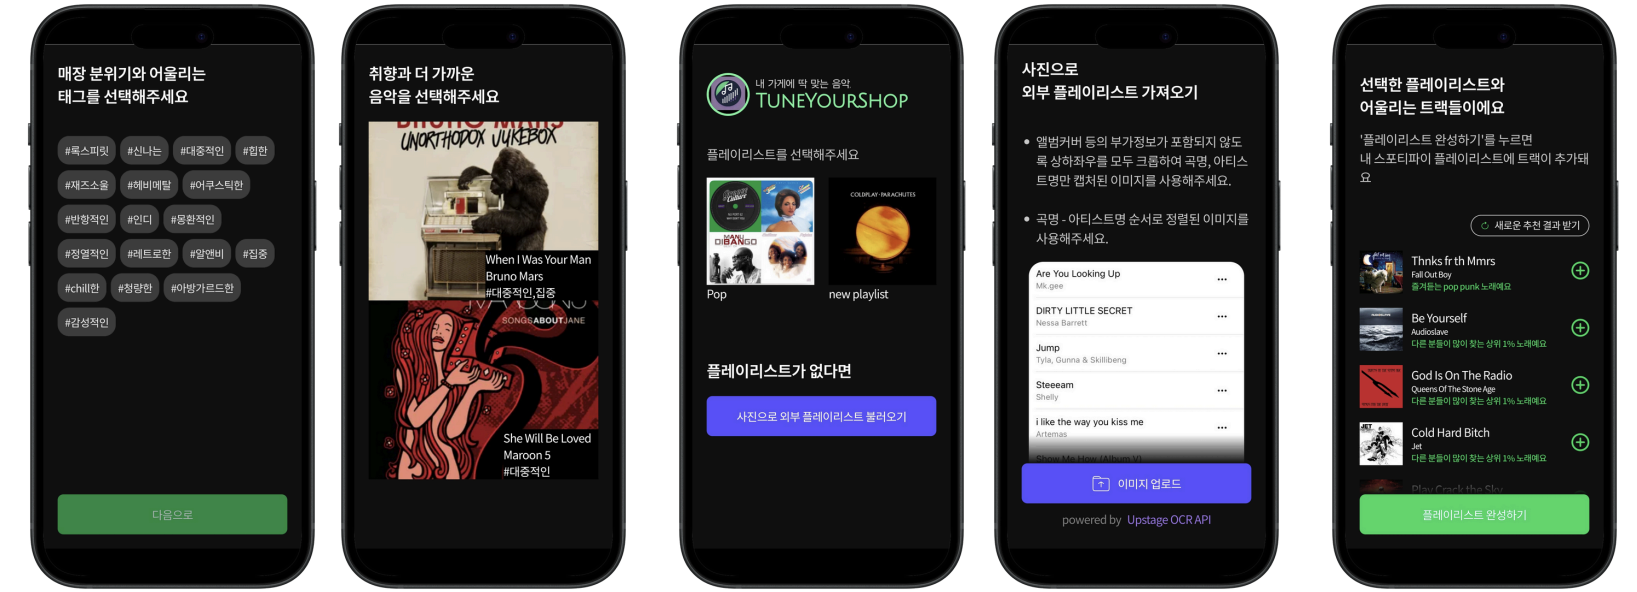 매장 분위기와 어울리는
태그를 선택해주세요
#록스피릿 #신나는 #대중적인 #힙한
#재즈소울 #헤비메탈 #어쿠스틱한
#반항적인 #인디 #몽환적인
#정열적인 #레트로한 #알앤비 #집중
#chill한 #청량한 #아방가르드한
#감성적인
다음으로
취향과 더 가까운
음악을 선택해주세요
BRUNO MARS
UNORTHODOX JUKEBOX
When I Was Your Man
Bruno Mars
#대중적인,집중
MAROON5
SONGSABOUTJANE
She Will Be Loved
Maroon 5
#대중적인
내 가게에 딱 맞는 음악.
TUNEYOURSHOP
플레이리스트를 선택해주세요
Culture
MANU
DIBANGO
COLDPLAY·PARACHUTES
Pop
new playlist
플레이리스트가 없다면
사진으로 외부 플레이리스트 불러오기
사진으로
외부 플레이리스트 가져오기
• 앨범커버 등의 부가정보가 포함되지 않도
록 상하좌우를 모두 크롭하여 곡명, 아티스
트명만 캡처된 이미지를 사용해주세요.
• 곡명 - 아티스트명 순서로 정렬된 이미지를
사용해주세요.
Are You Looking Up
Mk.gee
DIRTY LITTLE SECRET
Nessa Barrett
Jump
Tyla, Gunna & Skillibeng
Steeeam
Shelly
i like the way you kiss me
Artemas
Show Me How (Album V)
이미지 업로드
powered by Upstage OCR API
선택한 플레이리스트와
어울리는 트랙들이에요
'플레이리스트 완성하기'를 누르면
내 스포티파이 플레이리스트에 트랙이 추가돼
요
새로운 추천 결과 받기
Thnks fr th Mmrs
Fall Out Boy
즐겨듣는 pop punk 노래예요
Be Yourself
Audioslave
다른 분들이 많이 찾는 상위 1% 노래예요
God Is On The Radio
Queens Of The Stone Age
다른 분들이 많이 찾는 상위 1% 노래예요
JET
Cold Hard Bitch
Jet
다른 분들이 많이 찾는 상위 1% 노래예요
Play Crack the Sky
플레이리스트 완성하기